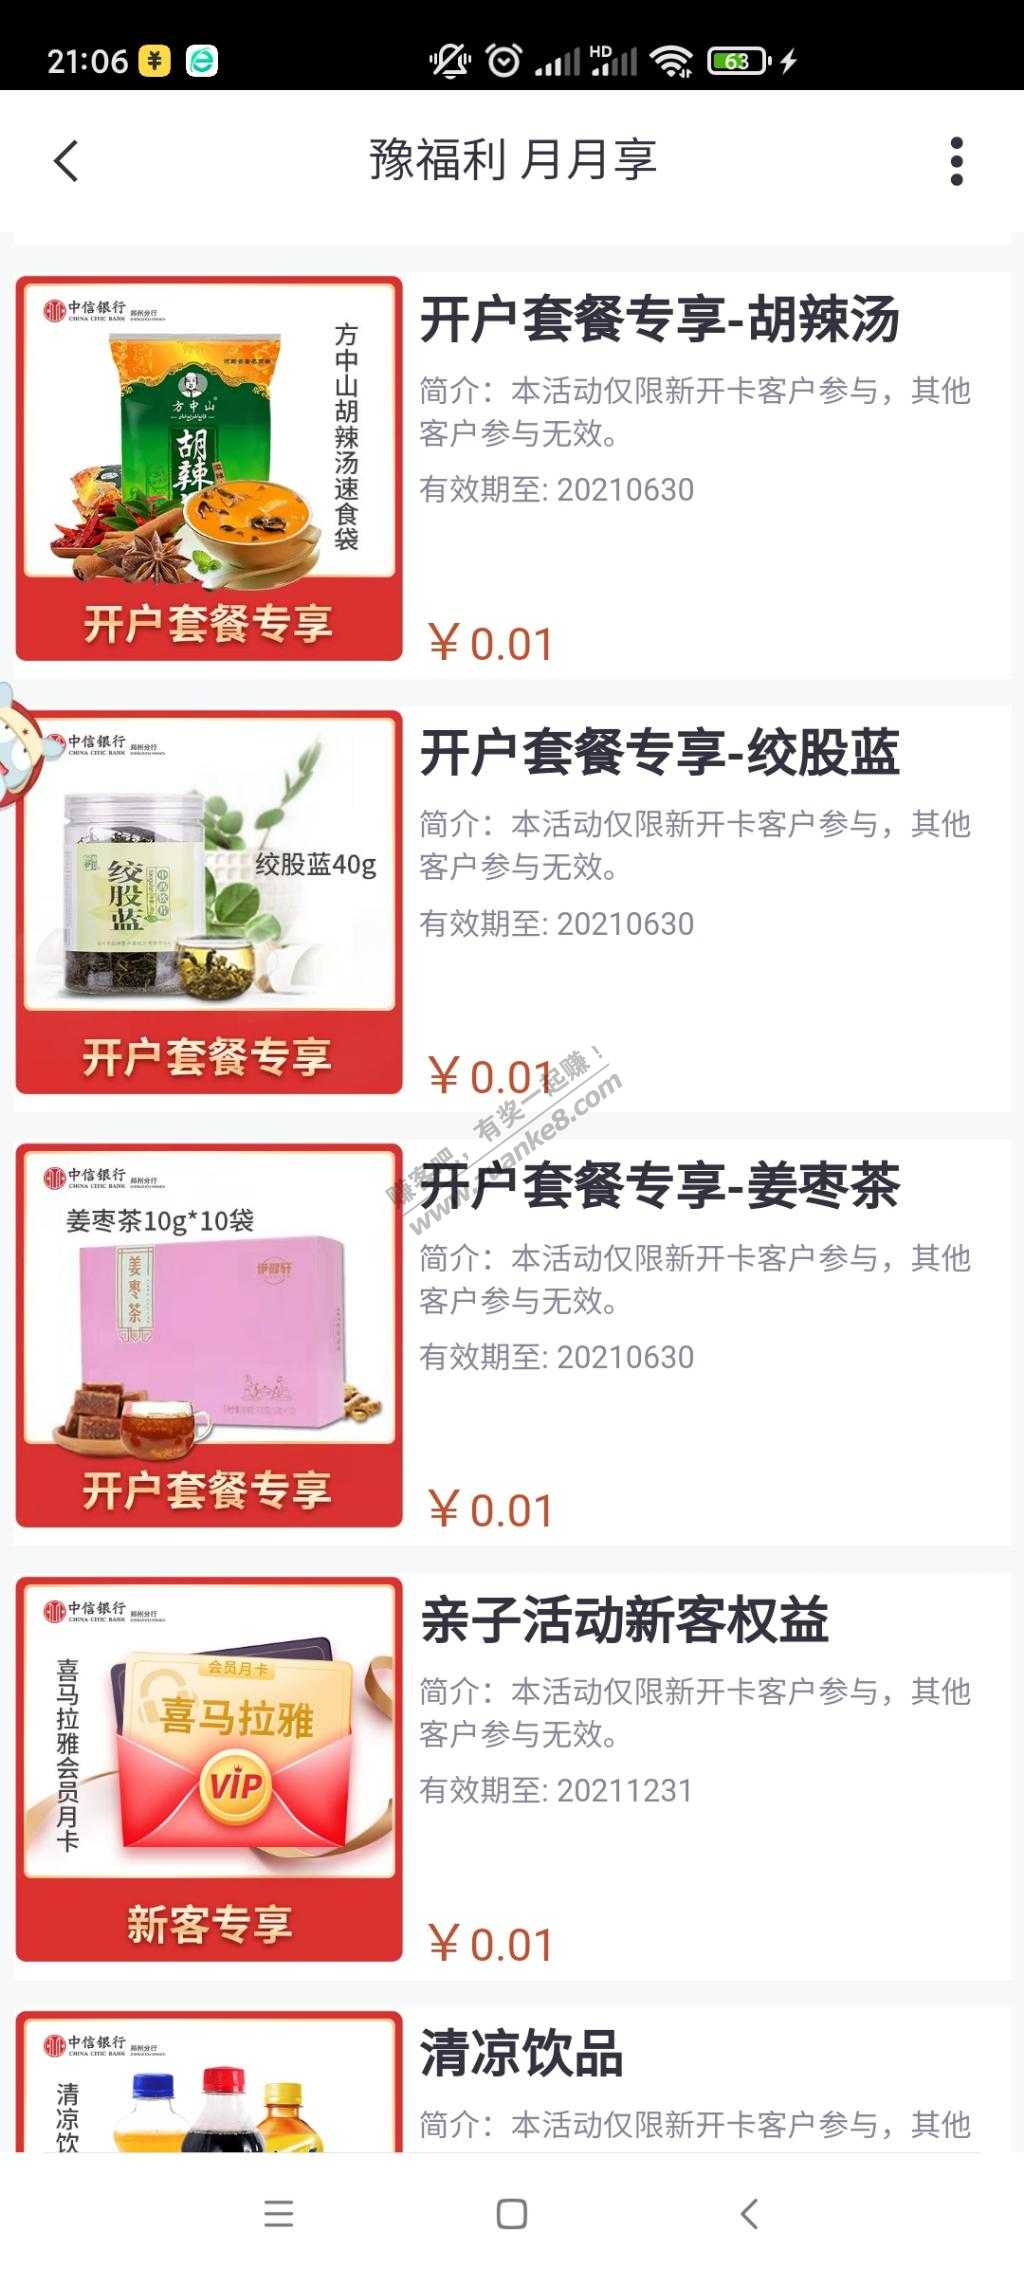 21:06
HD
63
豫福利 月月享
中信银行 郑州分行
CHINA CITIC BANK
方中山胡辣汤速食袋
方中山
胡辣
开户套餐专享
开户套餐专享-胡辣汤
简介：本活动仅限新开卡客户参与，其他
客户参与无效。
有效期至: 20210630
￥0.01
中信银行 郑州分行
CHINA CITIC BANK
绞股蓝
绞股蓝40g
开户套餐专享
开户套餐专享-绞股蓝
简介：本活动仅限新开卡客户参与，其他
客户参与无效。
有效期至: 20210630
￥0.01
赚客吧，有奖一起赚！
www.zuanke8.com
中信银行 郑州分行
CHINA CITIC BANK
姜枣茶10g*10袋
姜枣茶
开户套餐专享
开户套餐专享-姜枣茶
简介：本活动仅限新开卡客户参与，其他
客户参与无效。
有效期至: 20210630
￥0.01
中信银行 郑州分行
CHINA CITIC BANK
喜马拉雅会员月卡
会员月卡
喜马拉雅
VIP
新客专享
亲子活动新客权益
简介：本活动仅限新开卡客户参与，其他
客户参与无效。
有效期至: 20211231
￥0.01
中信银行 郑州分行
CHINA CITIC BANK
清凉饮
清凉饮品
简介：本活动仅限新开卡客户参与，其他